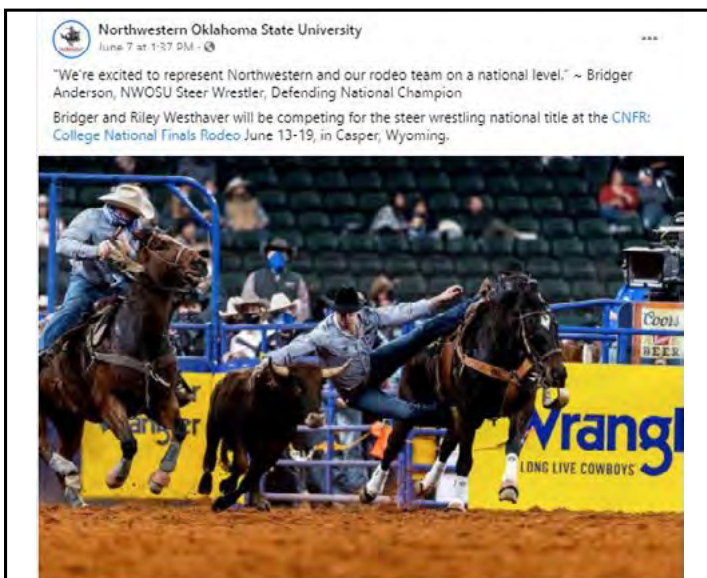 Northwestern Oklahoma State University
June 7 at 1:37 PM ·
"We're excited to represent Northwestern and our rodeo team on a national level." ~ Bridger
Anderson, NWOSU Steer Wrestler, Defending National Champion
Bridger and Riley Westhaver will be competing for the steer wrestling national title at the CNFR:
College National Finals Rodeo June 13-19, in Casper, Wyoming.
Coors
BEER
Wrangler
Wrangl
LONG LIVE COWBOYS